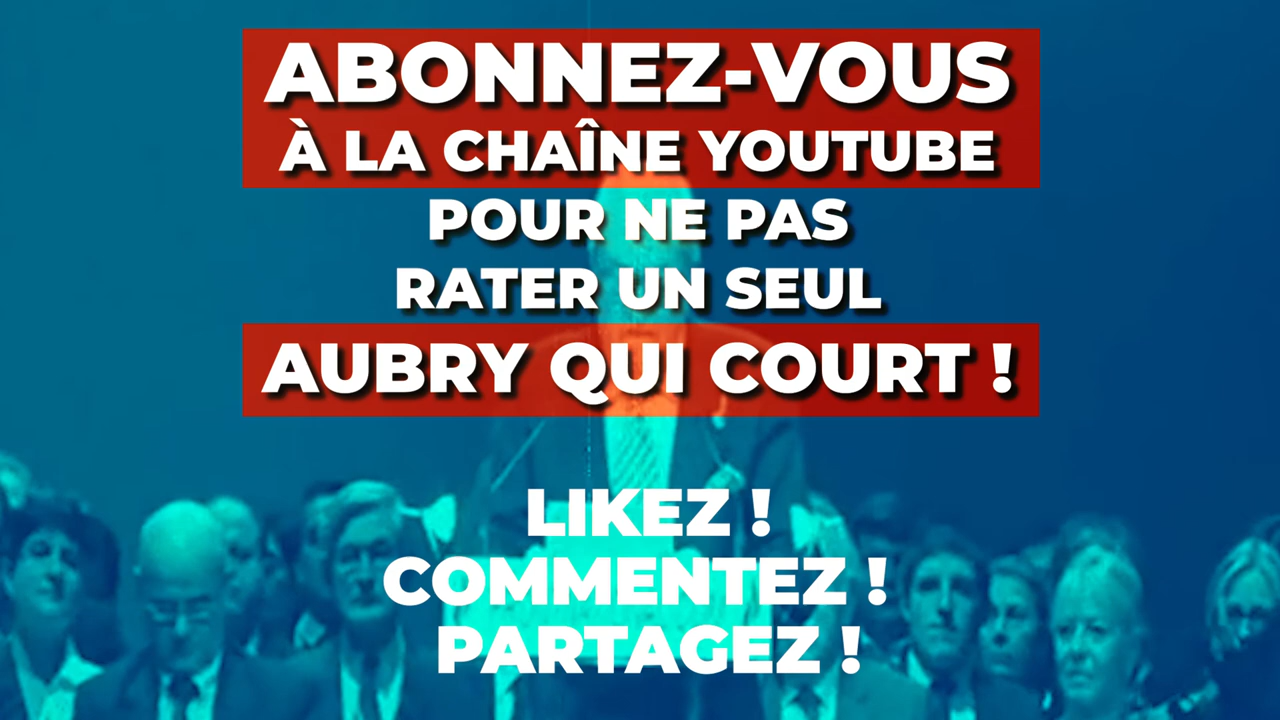 ABONNEZ-VOUS
À LA CHAÎNE YOUTUBE
POUR NE PAS
RATER UN SEUL
AUBRY QUI COURT !
LIKEZ !
COMMENTEZ !
PARTAGEZ !